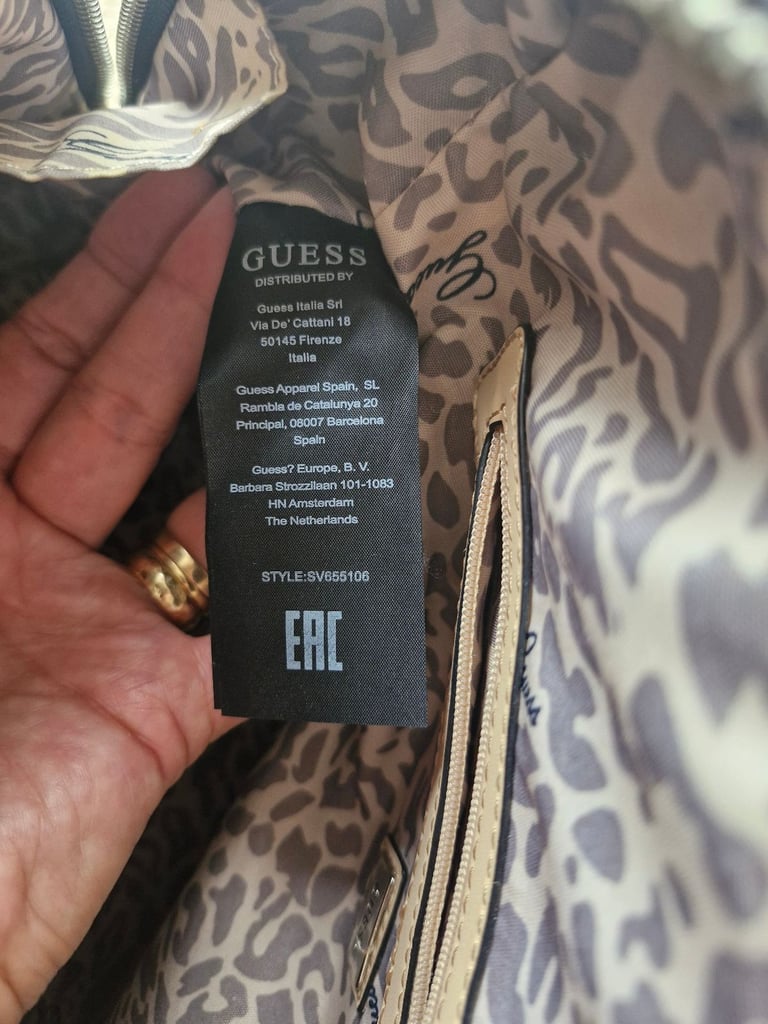 GUESS
DISTRIBUTED BY
Guess Italia Srl
Via De' Cattani 18
50145 Firenze
Italia
Guess Apparel Spain, SL
Rambla de Catalunya 20
Principal, 08007 Barcelona
Spain
Guess? Europe, B. V.
Barbara Strozzilaan 101-1083
HN Amsterdam
The Netherlands
STYLE:SV655106
EAC
Guess